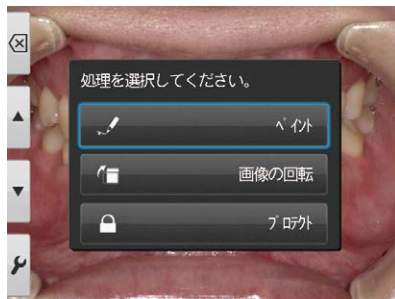 処理を選択してください。
ペイント
画像の回転
プロテクト